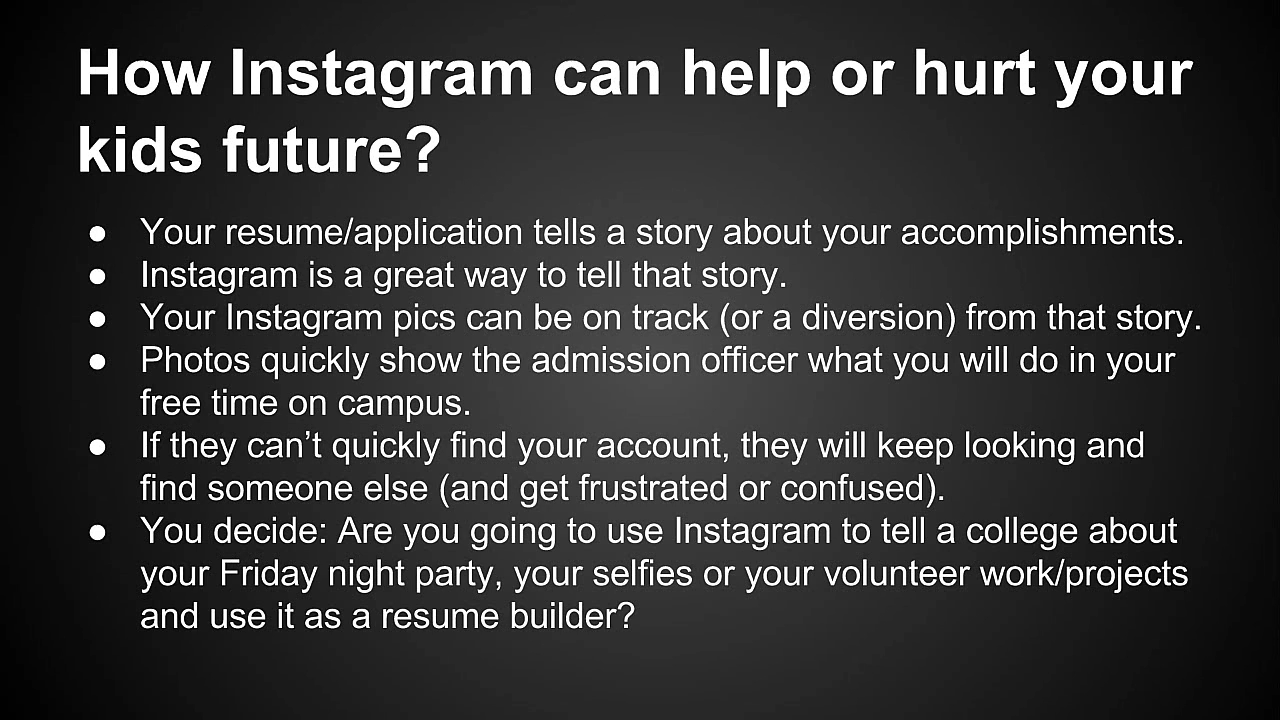 How Instagram can help or hurt your
kids future?
● Your resume/application tells a story about your accomplishments.
● Instagram is a great way to tell that story.
● Your Instagram pics can be on track (or a diversion) from that story.
● Photos quickly show the admission officer what you will do in your
free time on campus.
● If they can’t quickly find your account, they will keep looking and
find someone else (and get frustrated or confused).
● You decide: Are you going to use Instagram to tell a college about
your Friday night party, your selfies or your volunteer work/projects
and use it as a resume builder?